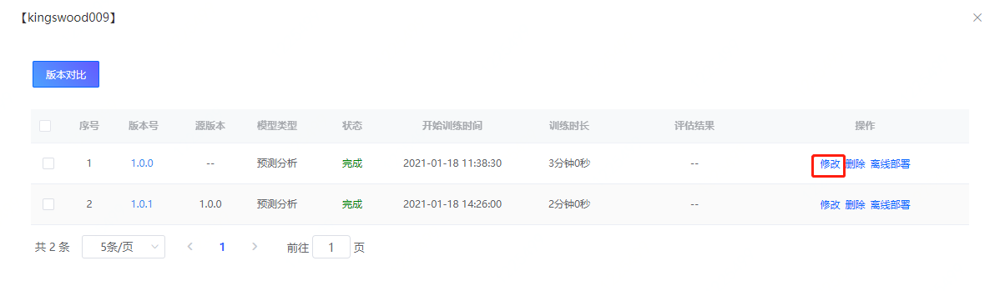 【kingswood009】
版本对比
序号 版本号 源版本 模型类型 状态 开始训练时间 训练时长 评估结果 操作
1 1.0.0 -- 预测分析 完成 2021-01-18 11:38:30 3分钟0秒 -- 修改 删除 离线部署
2 1.0.1 1.0.0 预测分析 完成 2021-01-18 14:26:00 2分钟0秒 -- 修改 删除 离线部署
共 2 条 5条/页 1 前往 1 页